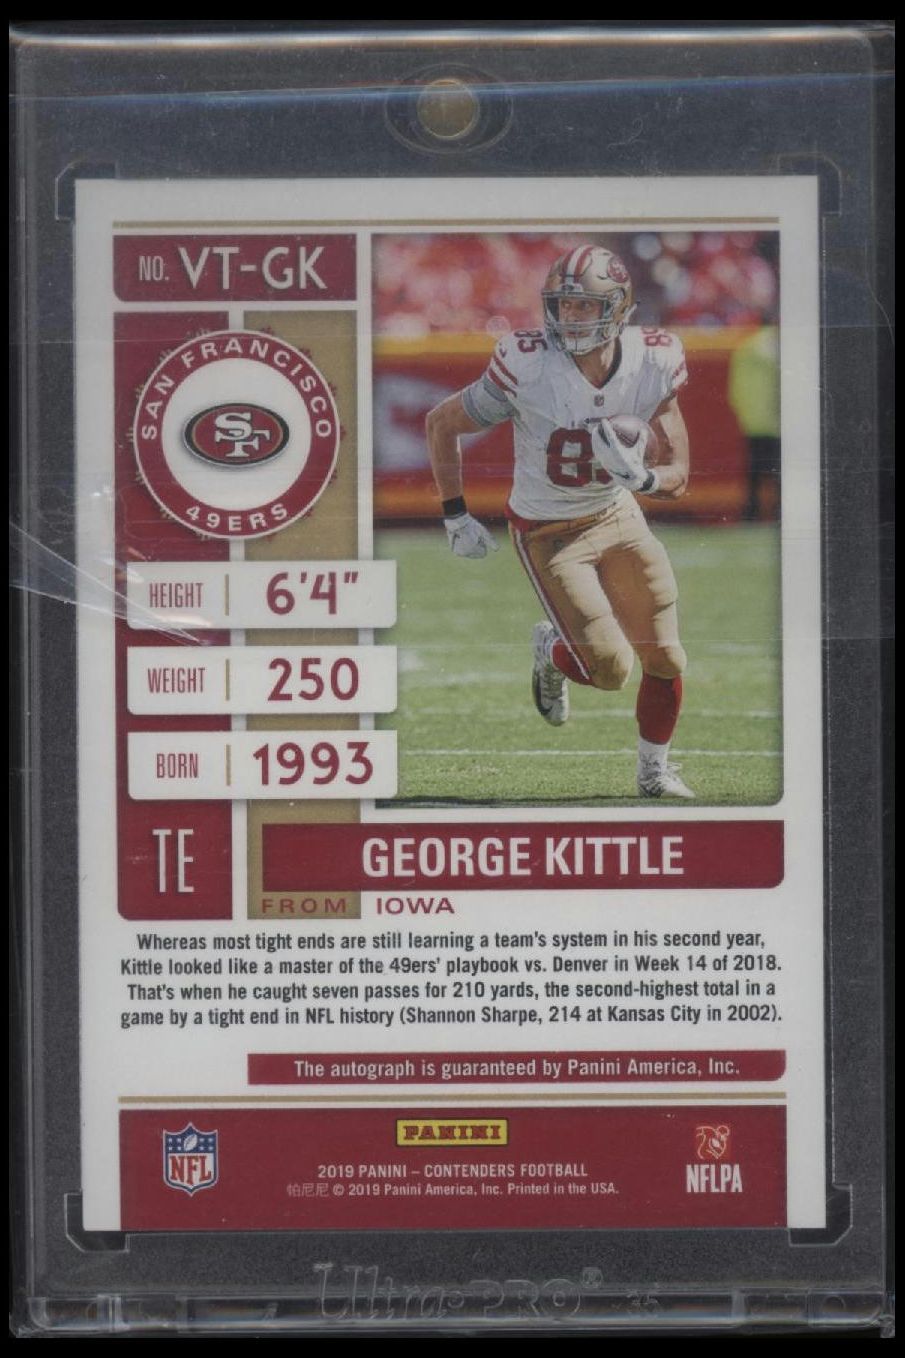 NO. VT-GK
SAN FRANCISCO
SF
49ERS
85
85
HEIGHT 6'4"
WEIGHT 250
BORN 1993
TE
GEORGE KITTLE
FROM IOWA
Whereas most tight ends are still learning a team's system in his second year,
Kittle looked like a master of the 49ers' playbook vs. Denver in Week 14 of 2018.
That's when he caught seven passes for 210 yards, the second-highest total in a
game by a tight end in NFL history (Shannon Sharpe, 214 at Kansas City in 2002).
The autograph is guaranteed by Panini America, Inc.
NFL
PANINI
NFLPA
2019 PANINI – CONTENDERS FOOTBALL
帕尼尼 © 2019 Panini America, Inc. Printed in the USA.
Ultra·PRO®